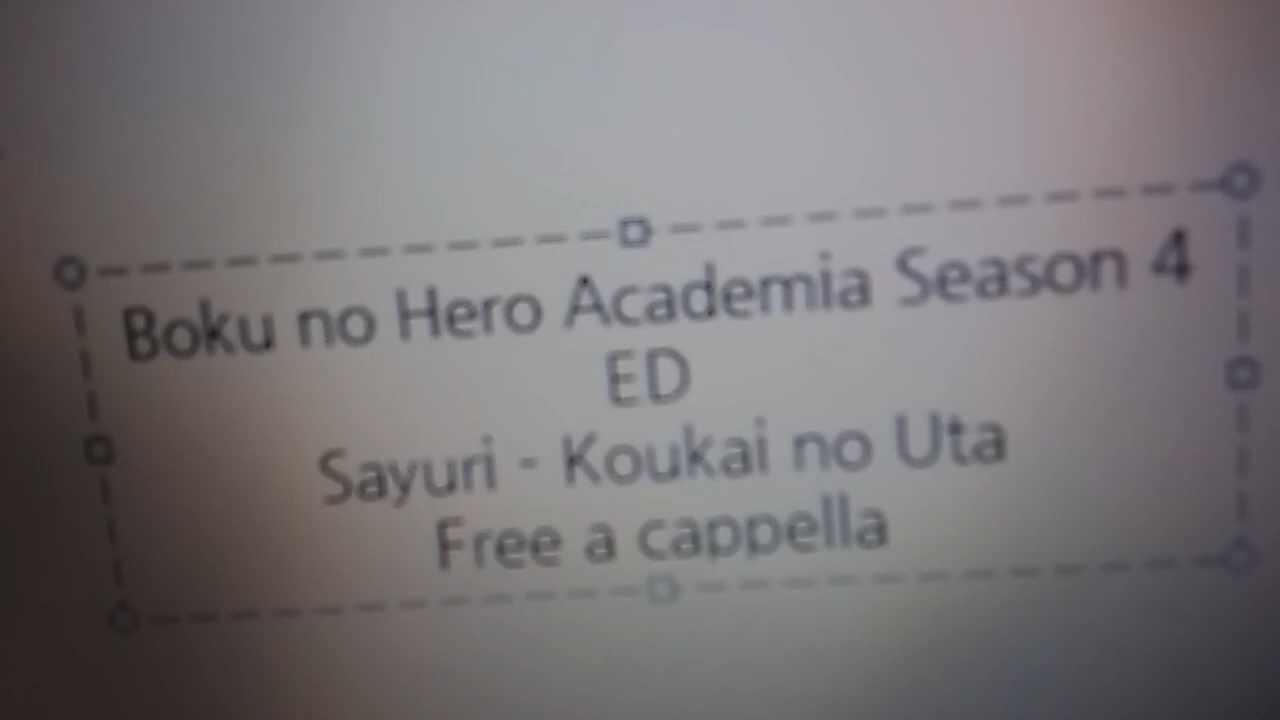 Boku no Hero Academia Season 4
ED
Sayuri - Koukai no Uta
Free a cappella